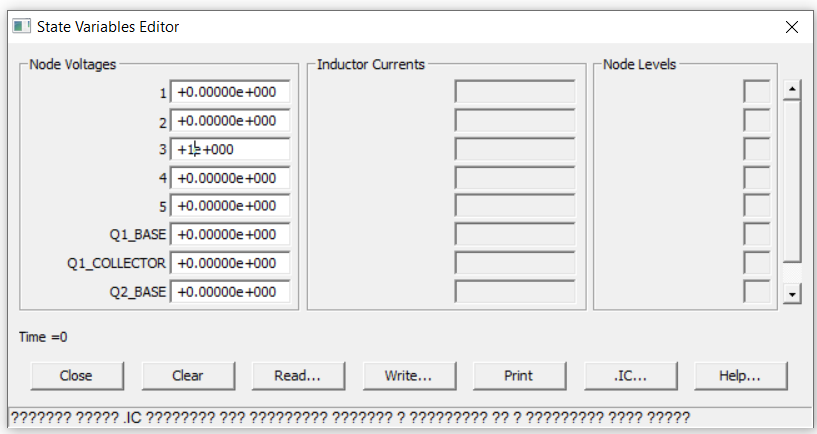 State Variables Editor
Node Voltages Inductor Currents Node Levels
1 +0.00000e+000
2 +0.00000e+000
3 +1e+000
4 +0.00000e+000
5 +0.00000e+000
Q1_BASE +0.00000e+000
Q1_COLLECTOR +0.00000e+000
Q2_BASE +0.00000e+000
Time =0
Close Clear Read... Write... Print .IC... Help...
??????? ????? .IC ???????? ??? ????????? ??????? ? ????????? ?? ? ????????? ???? ?????